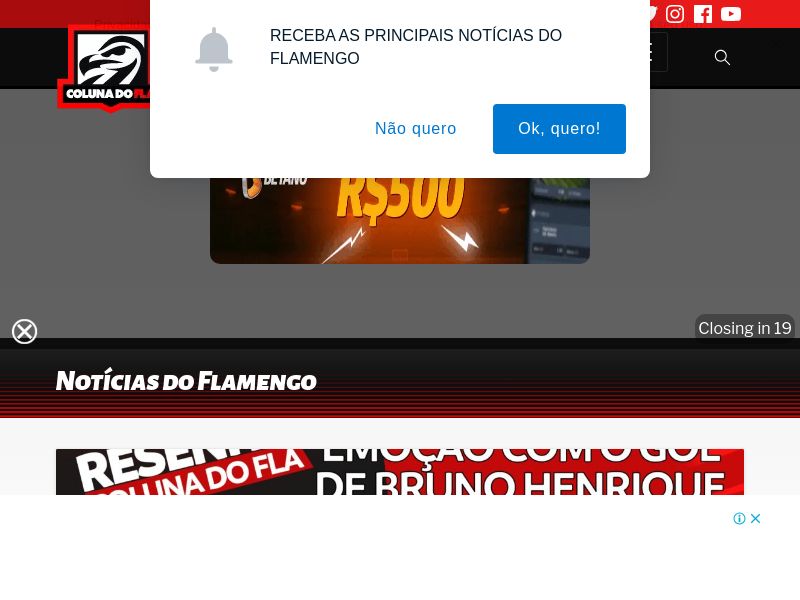 RECEBA AS PRINCIPAIS NOTÍCIAS DO
FLAMENGO
Não quero
Ok, quero!
COLUNA DO FLA
BETANO
R$500
Closing in 19
NOTÍCIAS DO FLAMENGO
RESENHA
COLUNA DO FLA
EMOÇÃO COM O GOL
DE BRUNO HENRIQUE